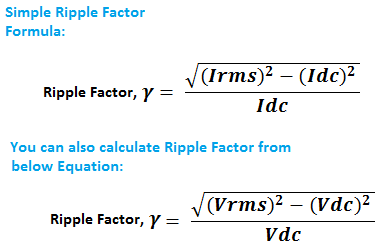 Simple Ripple Factor
Formula:
Ripple Factor, γ = √(Irms)² − (Idc)² / Idc
You can also calculate Ripple Factor from
below Equation:
Ripple Factor, γ = √(Vrms)² − (Vdc)² / Vdc